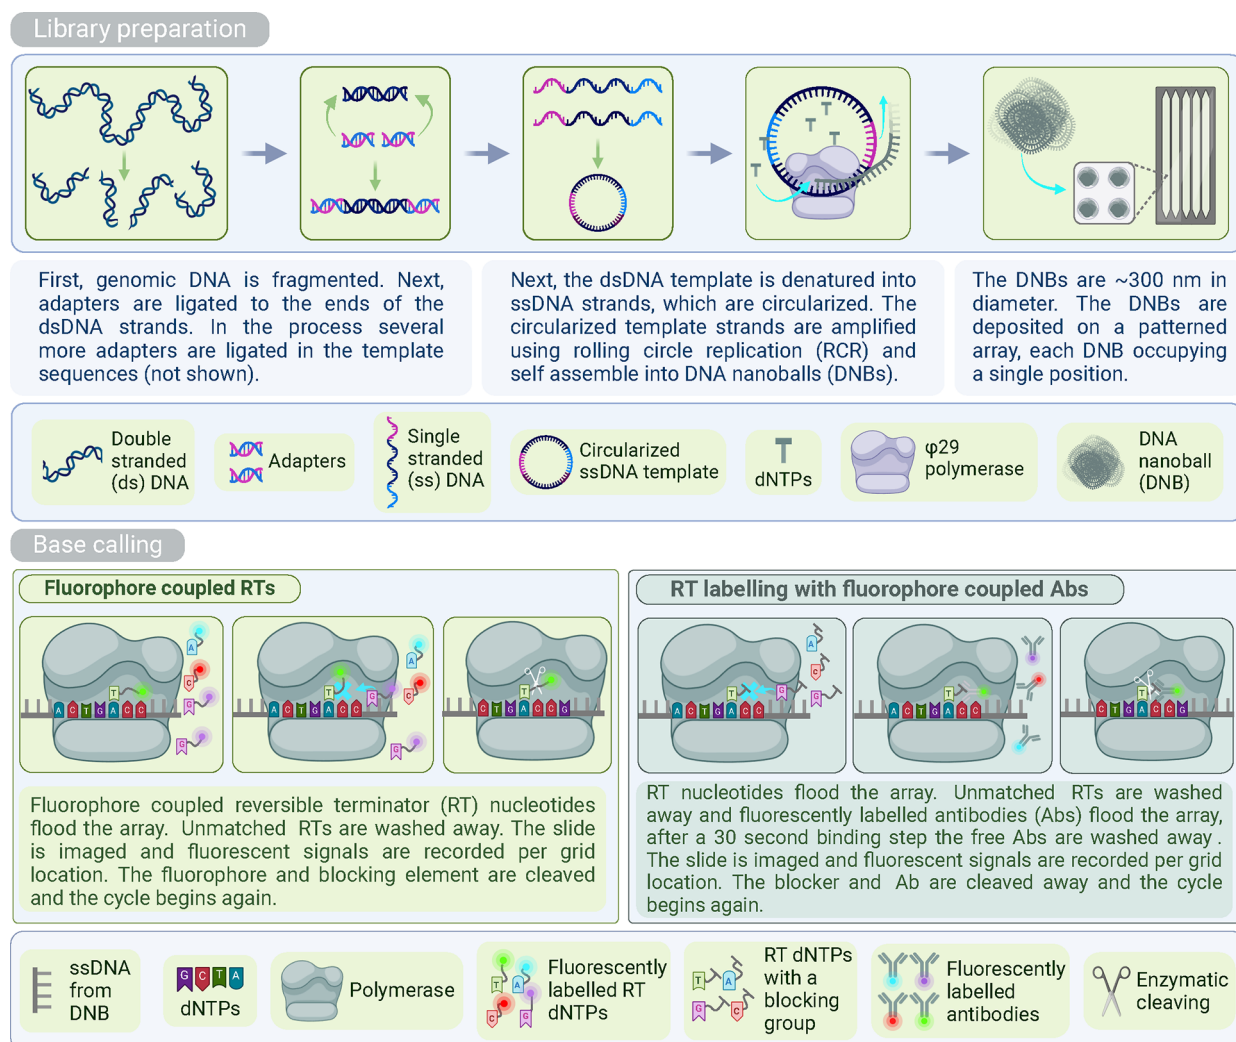 Library preparation
First, genomic DNA is fragmented. Next,
adapters are ligated to the ends of the
dsDNA strands. In the process several
more adapters are ligated in the template
sequences (not shown).
Next, the dsDNA template is denatured into
ssDNA strands, which are circularized. The
circularized template strands are amplified
using rolling circle replication (RCR) and
self assemble into DNA nanoballs (DNBs).
The DNBs are ~300 nm in
diameter. The DNBs are
deposited on a patterned
array, each DNB occupying
a single position.
Double
stranded
(ds) DNA
Adapters
Single
stranded
(ss) DNA
Circularized
ssDNA template
dNTPs
φ29
polymerase
DNA
nanoball
(DNB)
Base calling
Fluorophore coupled RTs
A
C
G
G
T
A C T G A C C
A
C
G
G
T
A C T G A C C
T
C T G A C C G
Fluorophore coupled reversible terminator (RT) nucleotides
flood the array. Unmatched RTs are washed away. The slide
is imaged and fluorescent signals are recorded per grid
location. The fluorophore and blocking element are cleaved
and the cycle begins again.
RT labelling with fluorophore coupled Abs
A
C
T
G
G
A C T G A C C
T
A C T G A C C
T
C T G A C C G
RT nucleotides flood the array. Unmatched RTs are washed
away and fluorescently labelled antibodies (Abs) flood the array,
after a 30 second binding step the free Abs are washed away .
The slide is imaged and fluorescent signals are recorded per grid
location. The blocker and Ab are cleaved away and the cycle
begins again.
ssDNA
from
DNB
G C T A
dNTPs
Polymerase
T A
C G
Fluorescently
labelled RT
dNTPs
T A
G C
RT dNTPs
with a
blocking
group
Fluorescently
labelled
antibodies
Enzymatic
cleaving